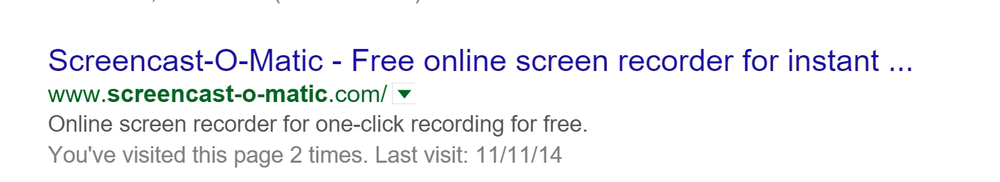 Screencast-O-Matic - Free online screen recorder for instant ...
www.screencast-o-matic.com/
Online screen recorder for one-click recording for free.
You've visited this page 2 times. Last visit: 11/11/14